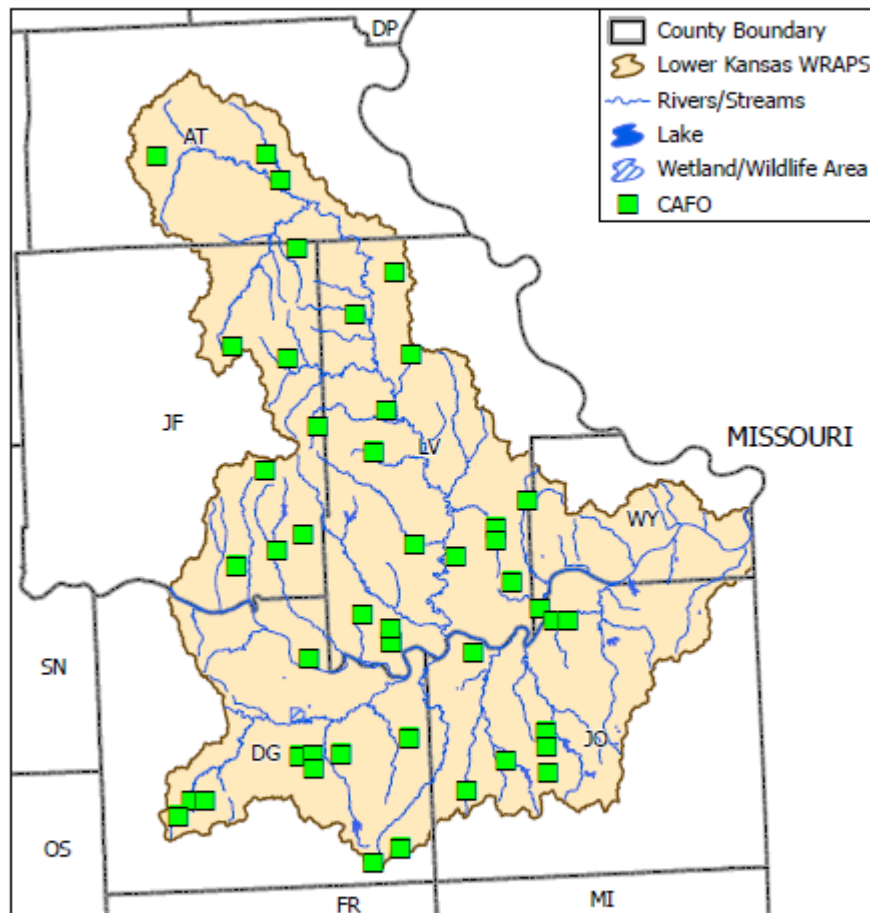 DP
County Boundary
Lower Kansas WRAPS
Rivers/Streams
Lake
Wetland/Wildlife Area
CAFO
AT
JF
LV
MISSOURI
WY
SN
DG
JO
OS
FR
MI